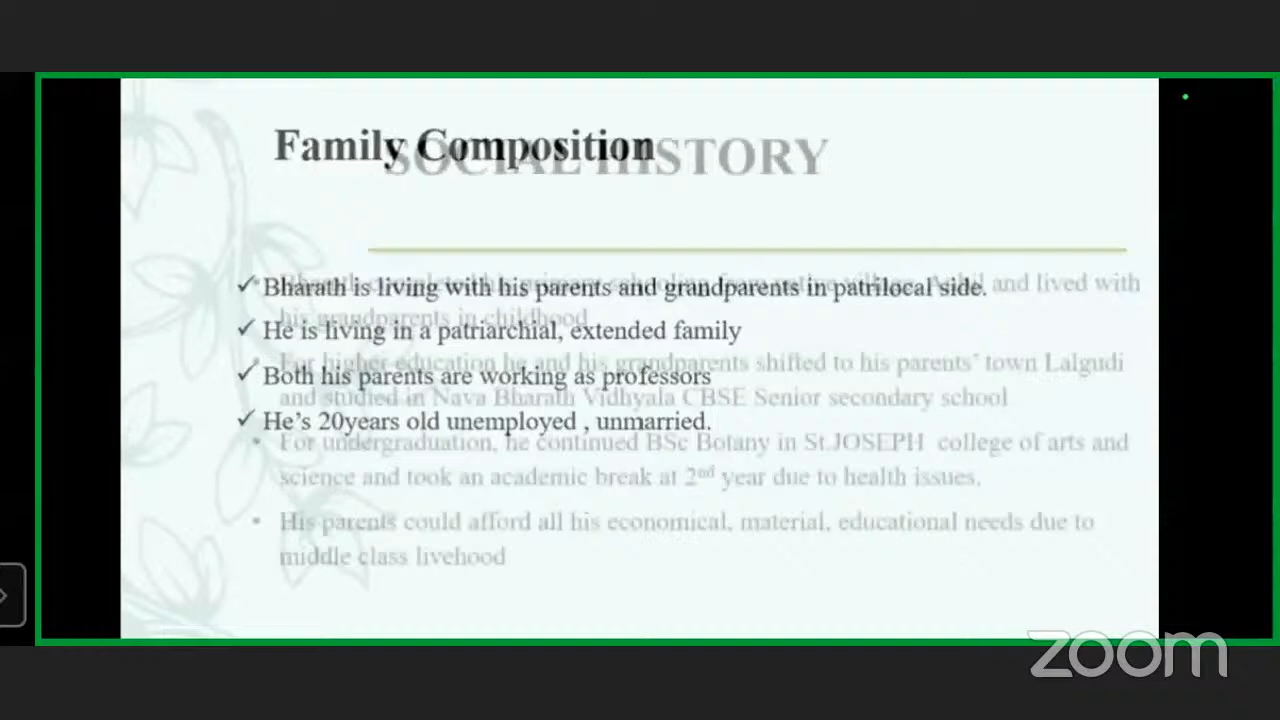 Family Composition
SOCIAL HISTORY
✓ Bharath is living with his parents and grandparents in patrilocal side.
✓ He is living in a patriarchial, extended family
✓ Both his parents are working as professors
✓ He's 20years old unemployed , unmarried.
and lived with
his grandparents in childhood
• For higher education he and his grandparents shifted to his parents' town Lalgudi
and studied in Nava Bharath Vidhyala CBSE Senior secondary school
• For undergraduation, he continued BSc Botany in St.JOSEPH college of arts and
science and took an academic break at 2nd year due to health issues.
• His parents could afford all his economical, material, educational needs due to
middle class livehood
zoom